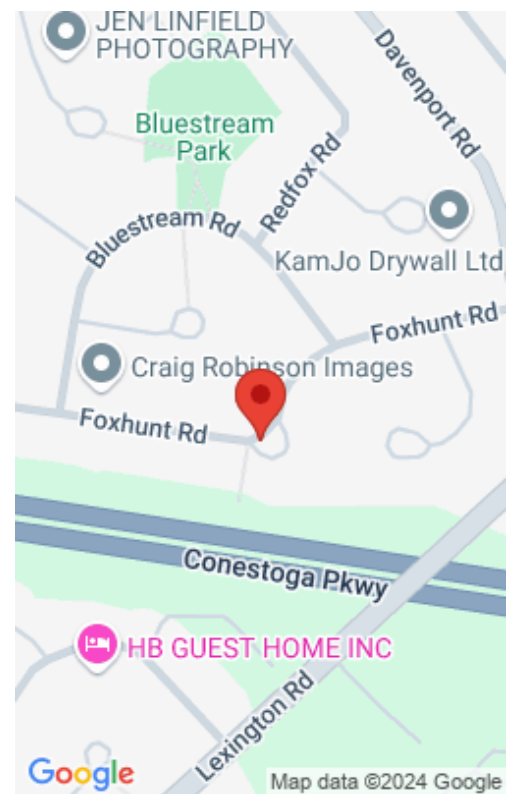 JEN LINFIELD
PHOTOGRAPHY
Davenport Rd
Bluestream
Park
Redfox Rd
Bluestream Rd
KamJo Drywall Ltd
Foxhunt Rd
Craig Robinson Images
Foxhunt Rd
Conestoga Pkwy
HB GUEST HOME INC
Lexington Rd
Google
Map data ©2024 Google